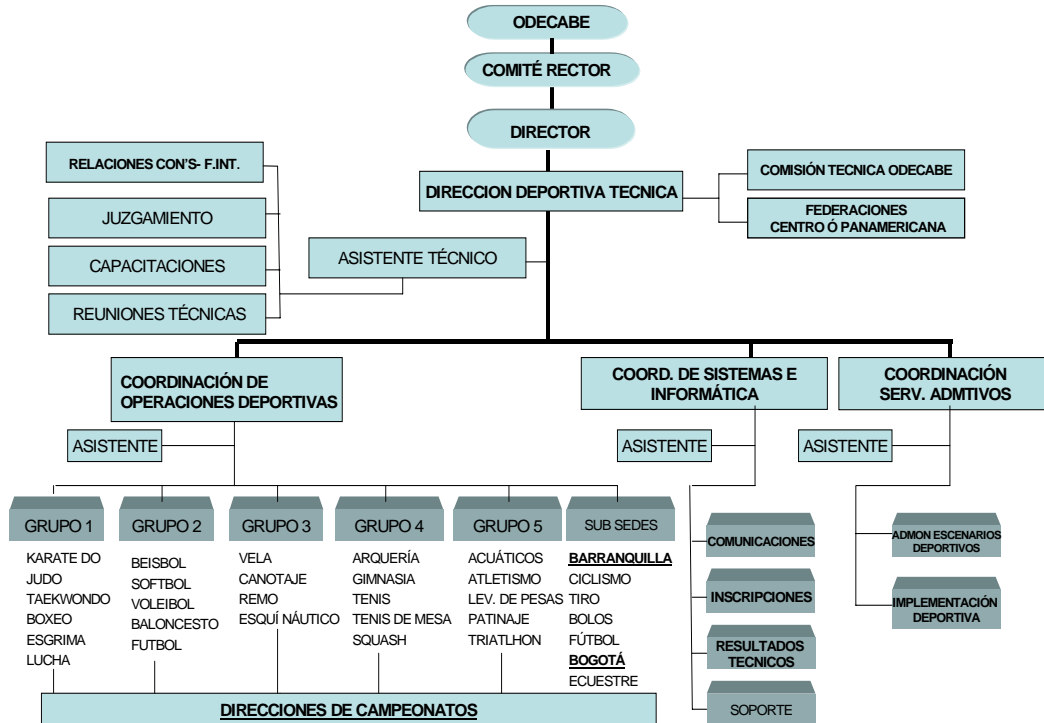 ODECABE
COMITÉ RECTOR
DIRECTOR
RELACIONES CON'S- F.INT.
JUZGAMIENTO
CAPACITACIONES
REUNIONES TÉCNICAS
DIRECCION DEPORTIVA TECNICA
COMISIÓN TECNICA ODECABE
FEDERACIONES
CENTRO Ó PANAMERICANA
ASISTENTE TÉCNICO
COORDINACIÓN DE
OPERACIONES DEPORTIVAS
COORD. DE SISTEMAS E
INFORMÁTICA
COORDINACIÓN
SERV. ADMTIVOS
ASISTENTE
ASISTENTE
ASISTENTE
GRUPO 1
KARATE DO
JUDO
TAEKWONDO
BOXEO
ESGRIMA
LUCHA
GRUPO 2
BEISBOL
SOFTBOL
VOLEIBOL
BALONCESTO
FUTBOL
GRUPO 3
VELA
CANOTAJE
REMO
ESQUÍ NÁUTICO
GRUPO 4
ARQUERÍA
GIMNASIA
TENIS
TENIS DE MESA
SQUASH
GRUPO 5
ACUÁTICOS
ATLETISMO
LEV. DE PESAS
PATINAJE
TRIATLHON
SUB SEDES
BARRANQUILLA
CICLISMO
TIRO
BOLOS
FÚTBOL
BOGOTÁ
ECUESTRE
COMUNICACIONES
INSCRIPCIONES
RESULTADOS
TECNICOS
SOPORTE
ADMON ESCENARIOS
DEPORTIVOS
IMPLEMENTACIÓN
DEPORTIVA
DIRECCIONES DE CAMPEONATOS